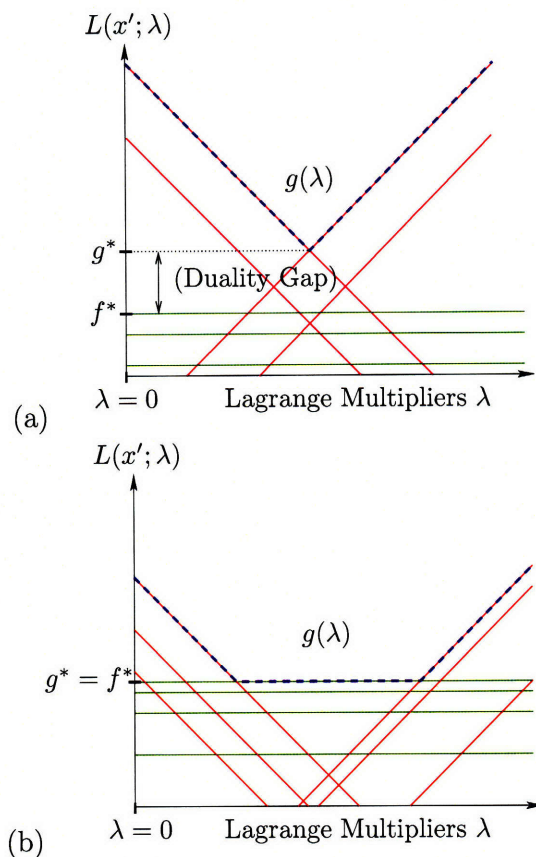 L(x′; λ)
g(λ)
g*
(Duality Gap)
f*
λ = 0 Lagrange Multipliers λ
(a)
L(x′; λ)
g(λ)
g* = f*
λ = 0 Lagrange Multipliers λ
(b)